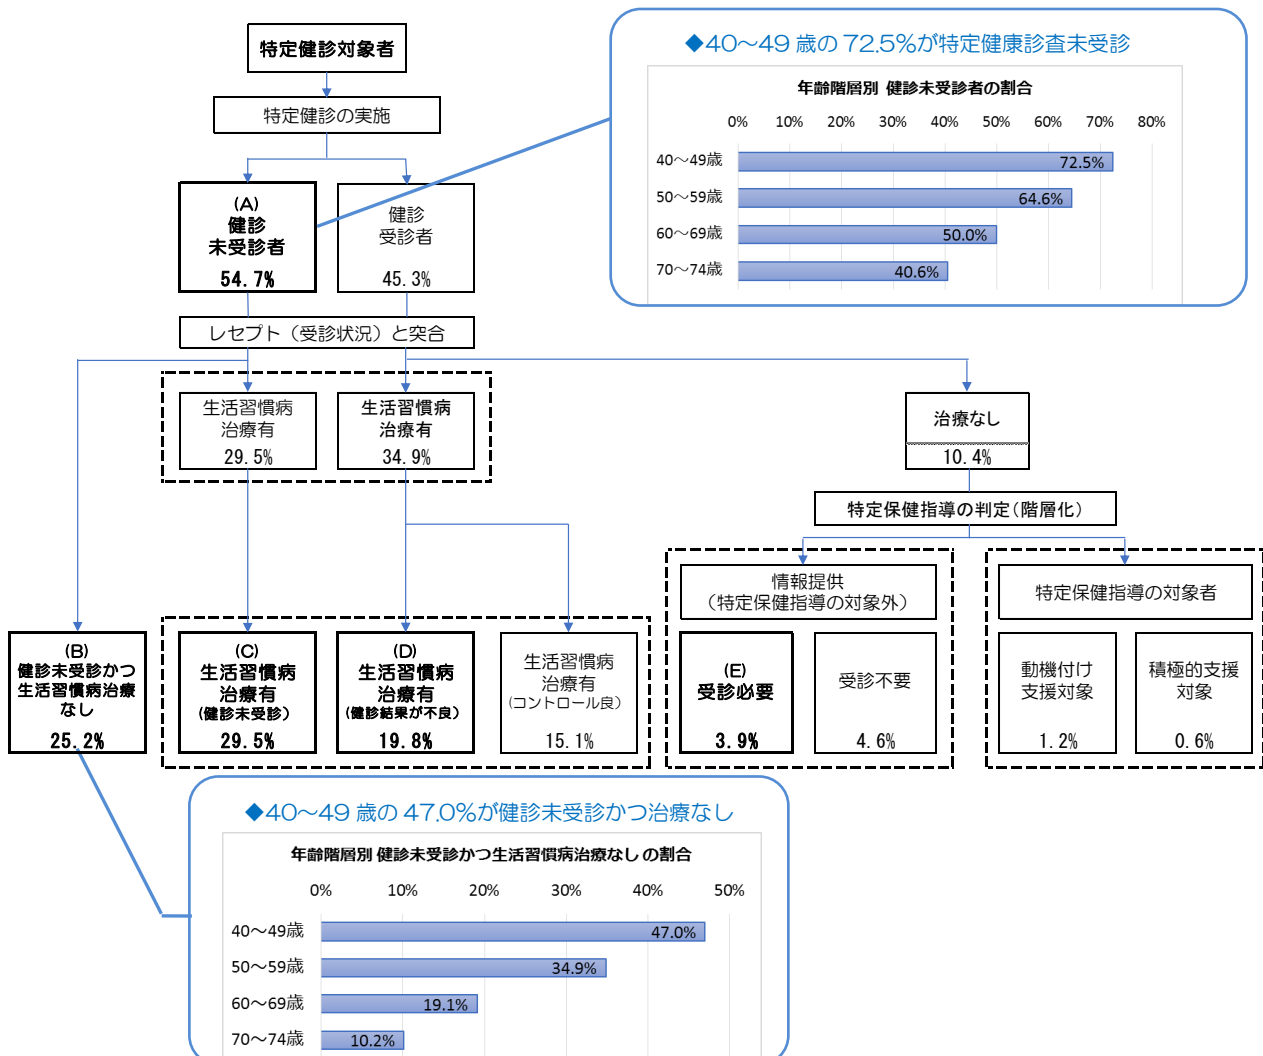 特定健診対象者
特定健診の実施
(A)
健診
未受診者
54.7%
健診
受診者
45.3%
◆40～49歳の72.5%が特定健康診査未受診
年齢階層別 健診未受診者の割合
0% 10% 20% 30% 40% 50% 60% 70% 80%
40～49歳 72.5%
50～59歳 64.6%
60～69歳 50.0%
70～74歳 40.6%
レセプト（受診状況）と突合
生活習慣病
治療有
29.5%
生活習慣病
治療有
34.9%
治療なし
10.4%
特定保健指導の判定（階層化）
情報提供
（特定保健指導の対象外）
特定保健指導の対象者
(B)
健診未受診かつ
生活習慣病治療
なし
25.2%
(C)
生活習慣病
治療有
(健診未受診)
29.5%
(D)
生活習慣病
治療有
(健診結果が不良)
19.8%
生活習慣病
治療有
(コントロール良)
15.1%
(E)
受診必要
3.9%
受診不要
4.6%
動機付け
支援対象
1.2%
積極的支援
対象
0.6%
◆40～49歳の47.0%が健診未受診かつ治療なし
年齢階層別 健診未受診かつ生活習慣病治療なしの割合
0% 10% 20% 30% 40% 50%
40～49歳 47.0%
50～59歳 34.9%
60～69歳 19.1%
70～74歳 10.2%